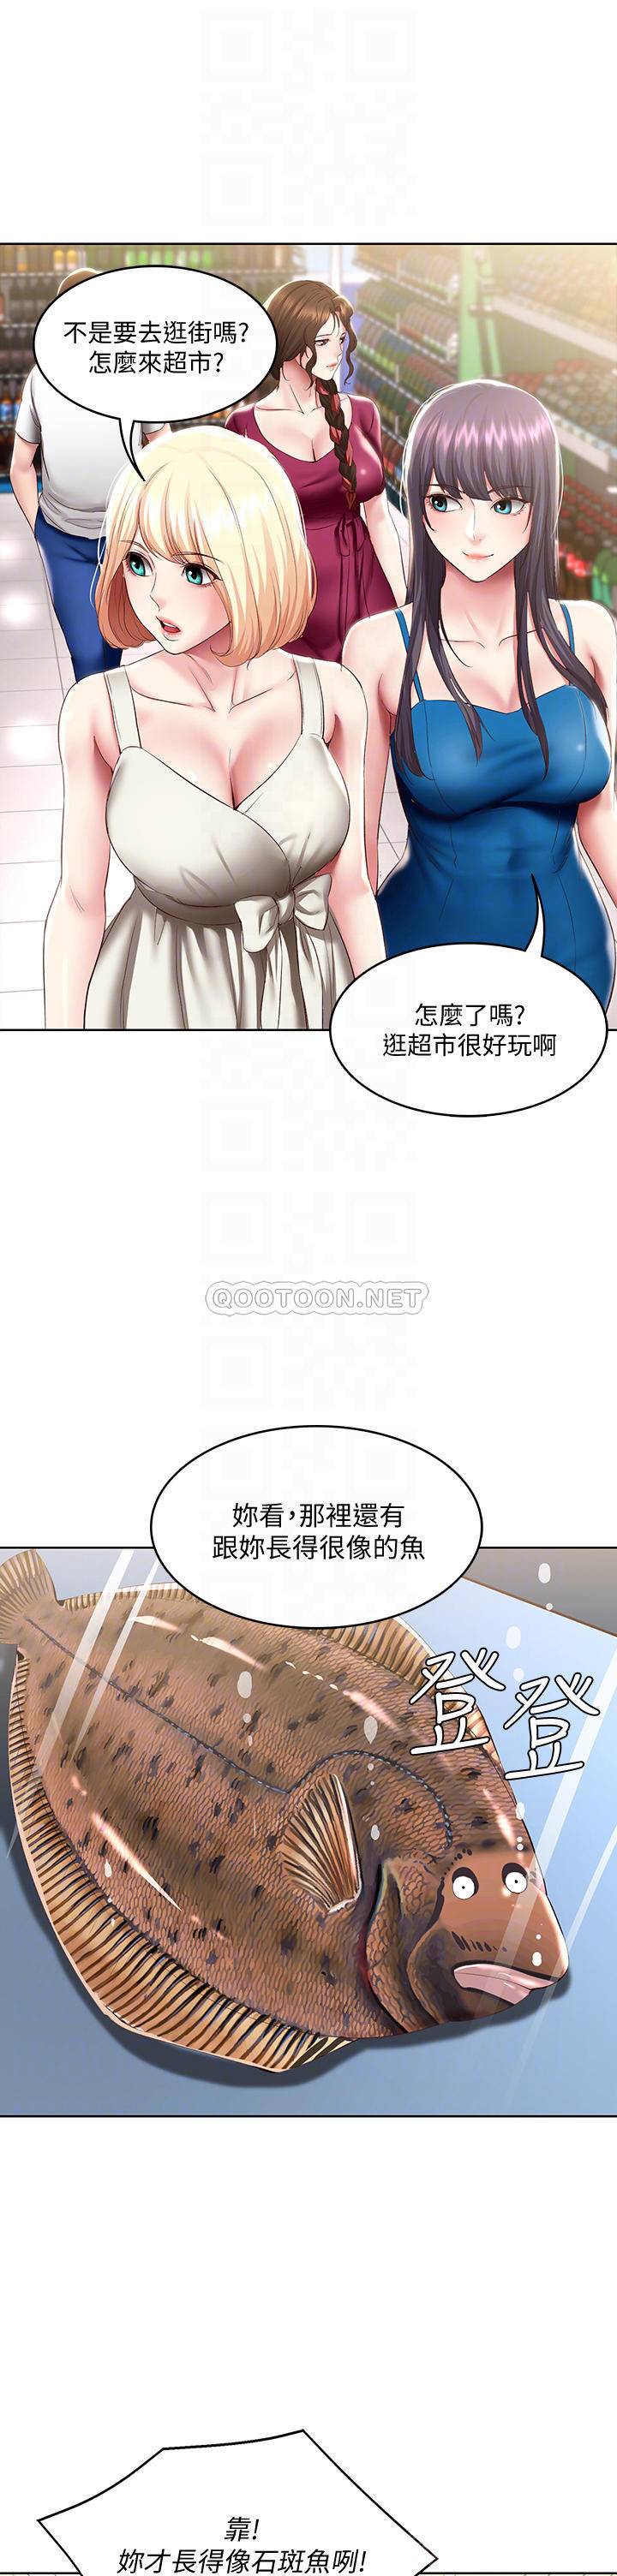 不是要去逛街嗎?
怎麼來超市?
怎麼了嗎?
逛超市很好玩啊
QOOTOON.NET
妳看,那裡還有
跟妳長得很像的魚
登登
靠!
妳才長得像石斑魚咧!